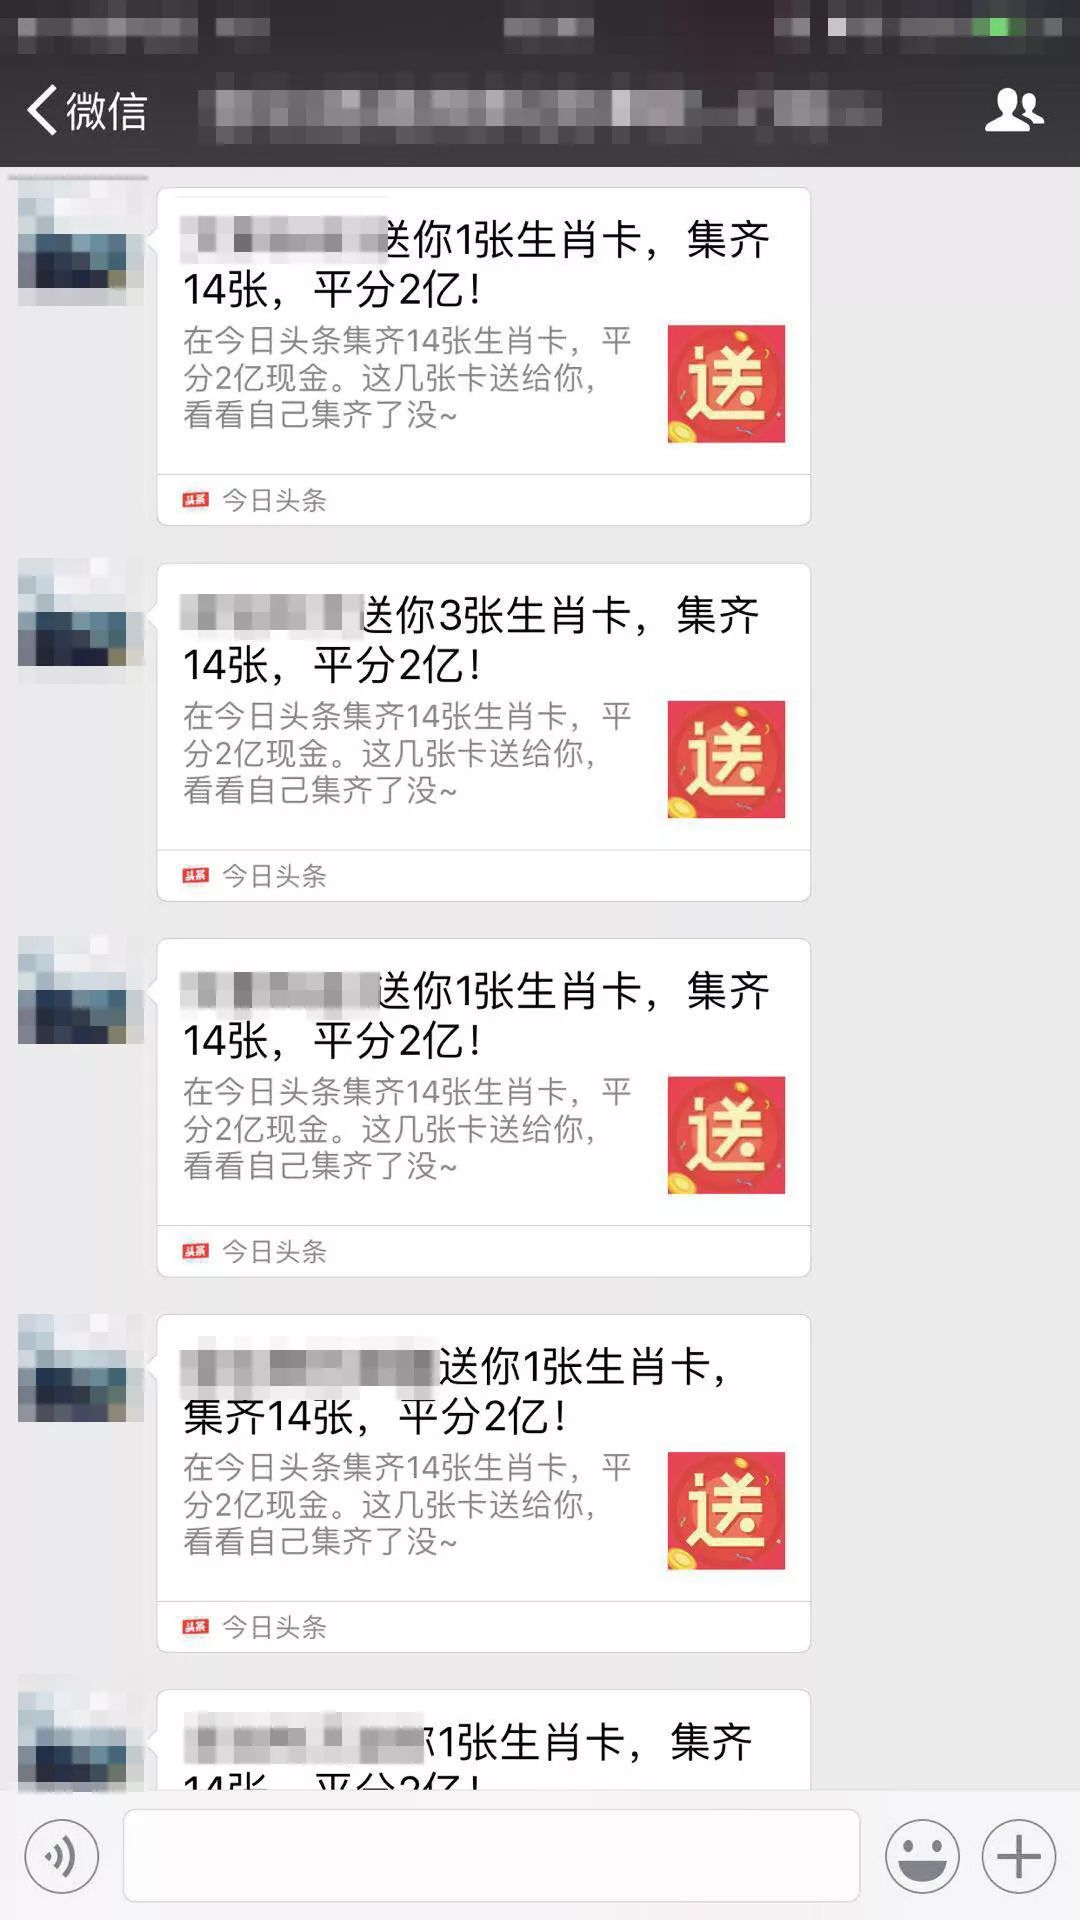 微信
送你1张生肖卡，集齐
14张，平分2亿！
在今日头条集齐14张生肖卡，平
分2亿现金。这几张卡送给你，
看看自己集齐了没~
送
头条 今日头条
送你3张生肖卡，集齐
14张，平分2亿！
在今日头条集齐14张生肖卡，平
分2亿现金。这几张卡送给你，
看看自己集齐了没~
送
头条 今日头条
送你1张生肖卡，集齐
14张，平分2亿！
在今日头条集齐14张生肖卡，平
分2亿现金。这几张卡送给你，
看看自己集齐了没~
送
头条 今日头条
送你1张生肖卡，
集齐14张，平分2亿！
在今日头条集齐14张生肖卡，平
分2亿现金。这几张卡送给你，
看看自己集齐了没~
送
头条 今日头条
你1张生肖卡，集齐
14张，平分2亿！